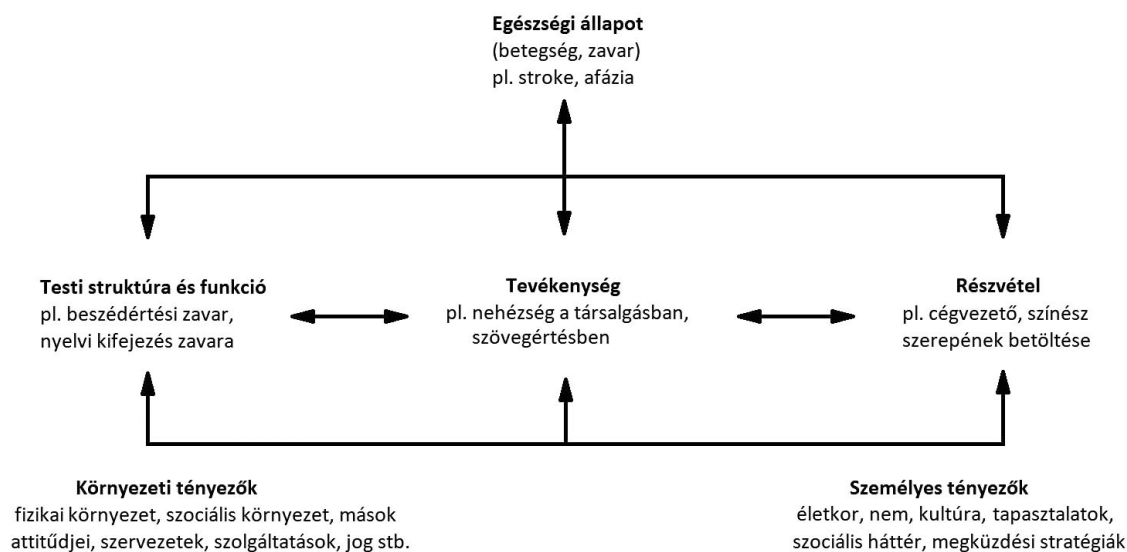 Egészségi állapot
(betegség, zavar)
pl. stroke, afázia
Testi struktúra és funkció
pl. beszédértési zavar,
nyelvi kifejezés zavara
Tevékenység
pl. nehézség a társalgásban,
szövegértésben
Részvétel
pl. cégvezető, színész
szerepének betöltése
Környezeti tényezők
fizikai környezet, szociális környezet, mások
attitűdjei, szervezetek, szolgáltatások, jog stb.
Személyes tényezők
életkor, nem, kultúra, tapasztalatok,
szociális háttér, megküzdési stratégiák